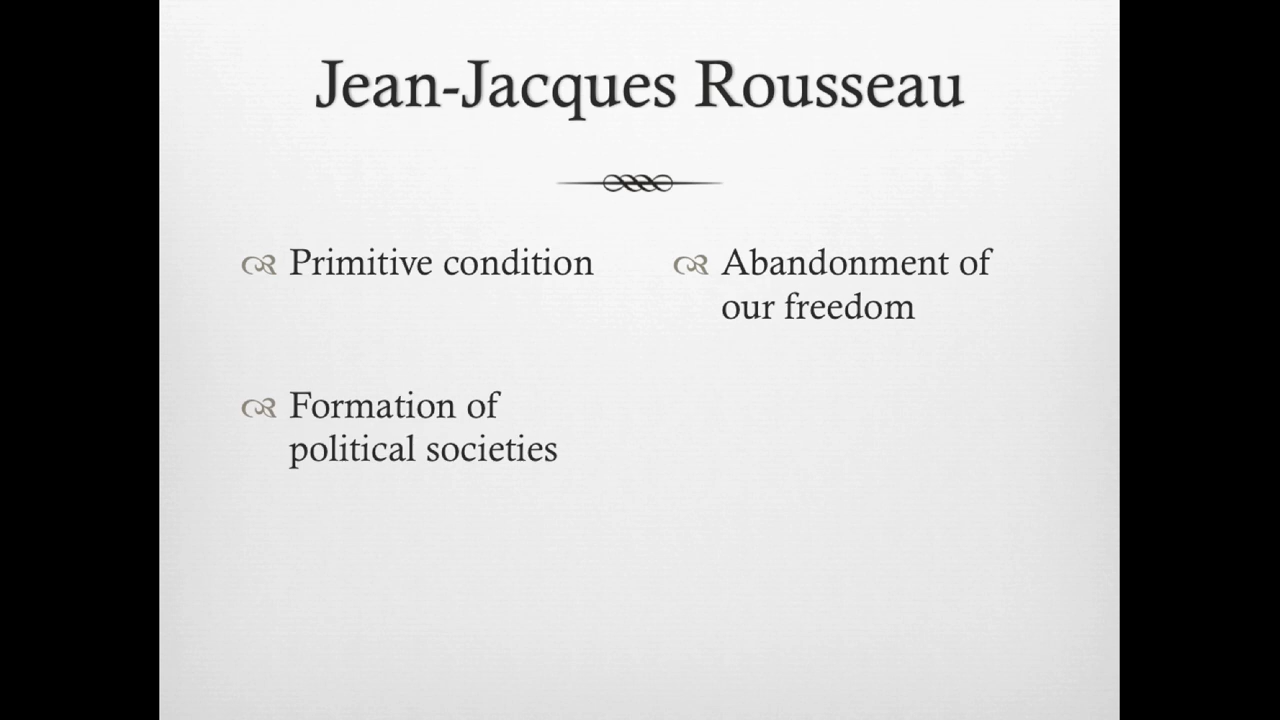 Jean-Jacques Rousseau
Primitive condition
Formation of
political societies
Abandonment of
our freedom